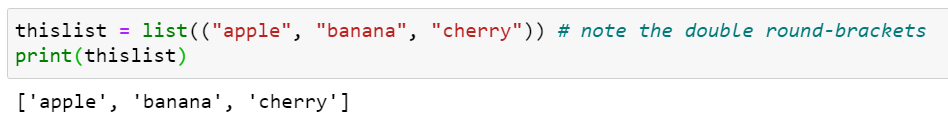 thislist = list(("apple", "banana", "cherry")) # note the double round-brackets
print(thislist)
['apple', 'banana', 'cherry']